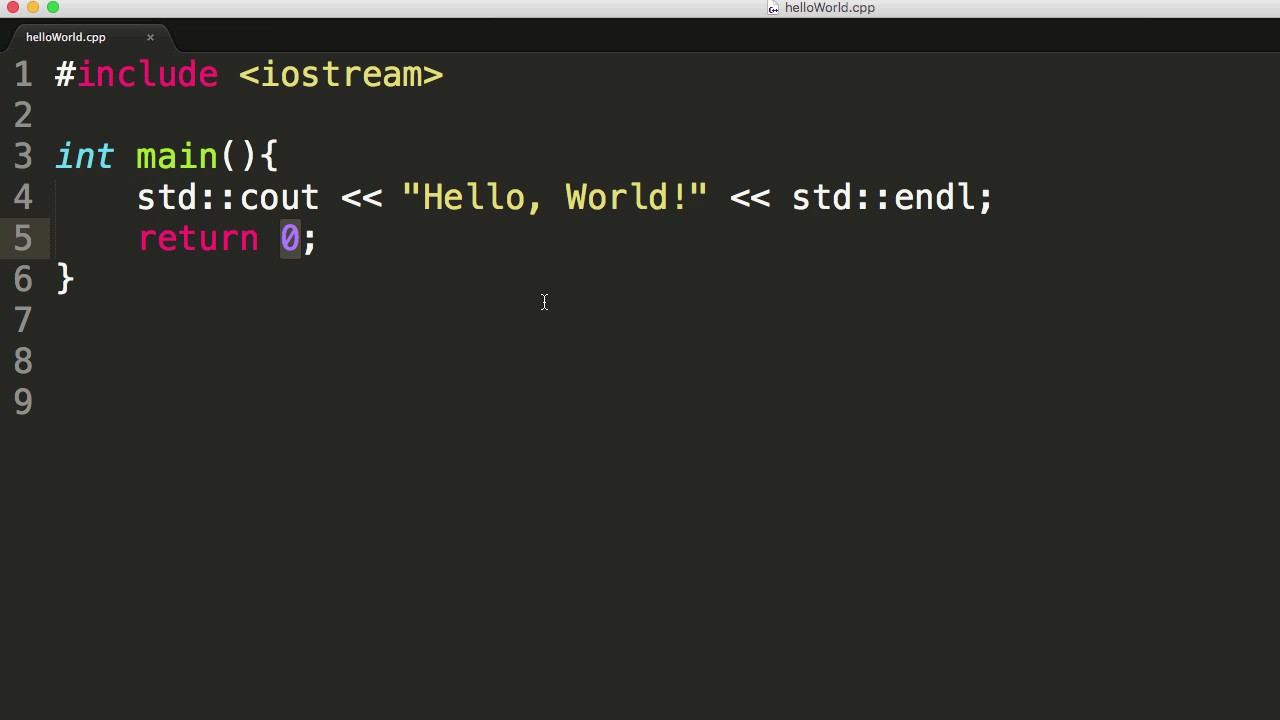 helloWorld.cpp
helloWorld.cpp ×
1 #include <iostream>
2
3 int main(){
4     std::cout << "Hello, World!" << std::endl;
5     return 0;
6 }
7
8
9